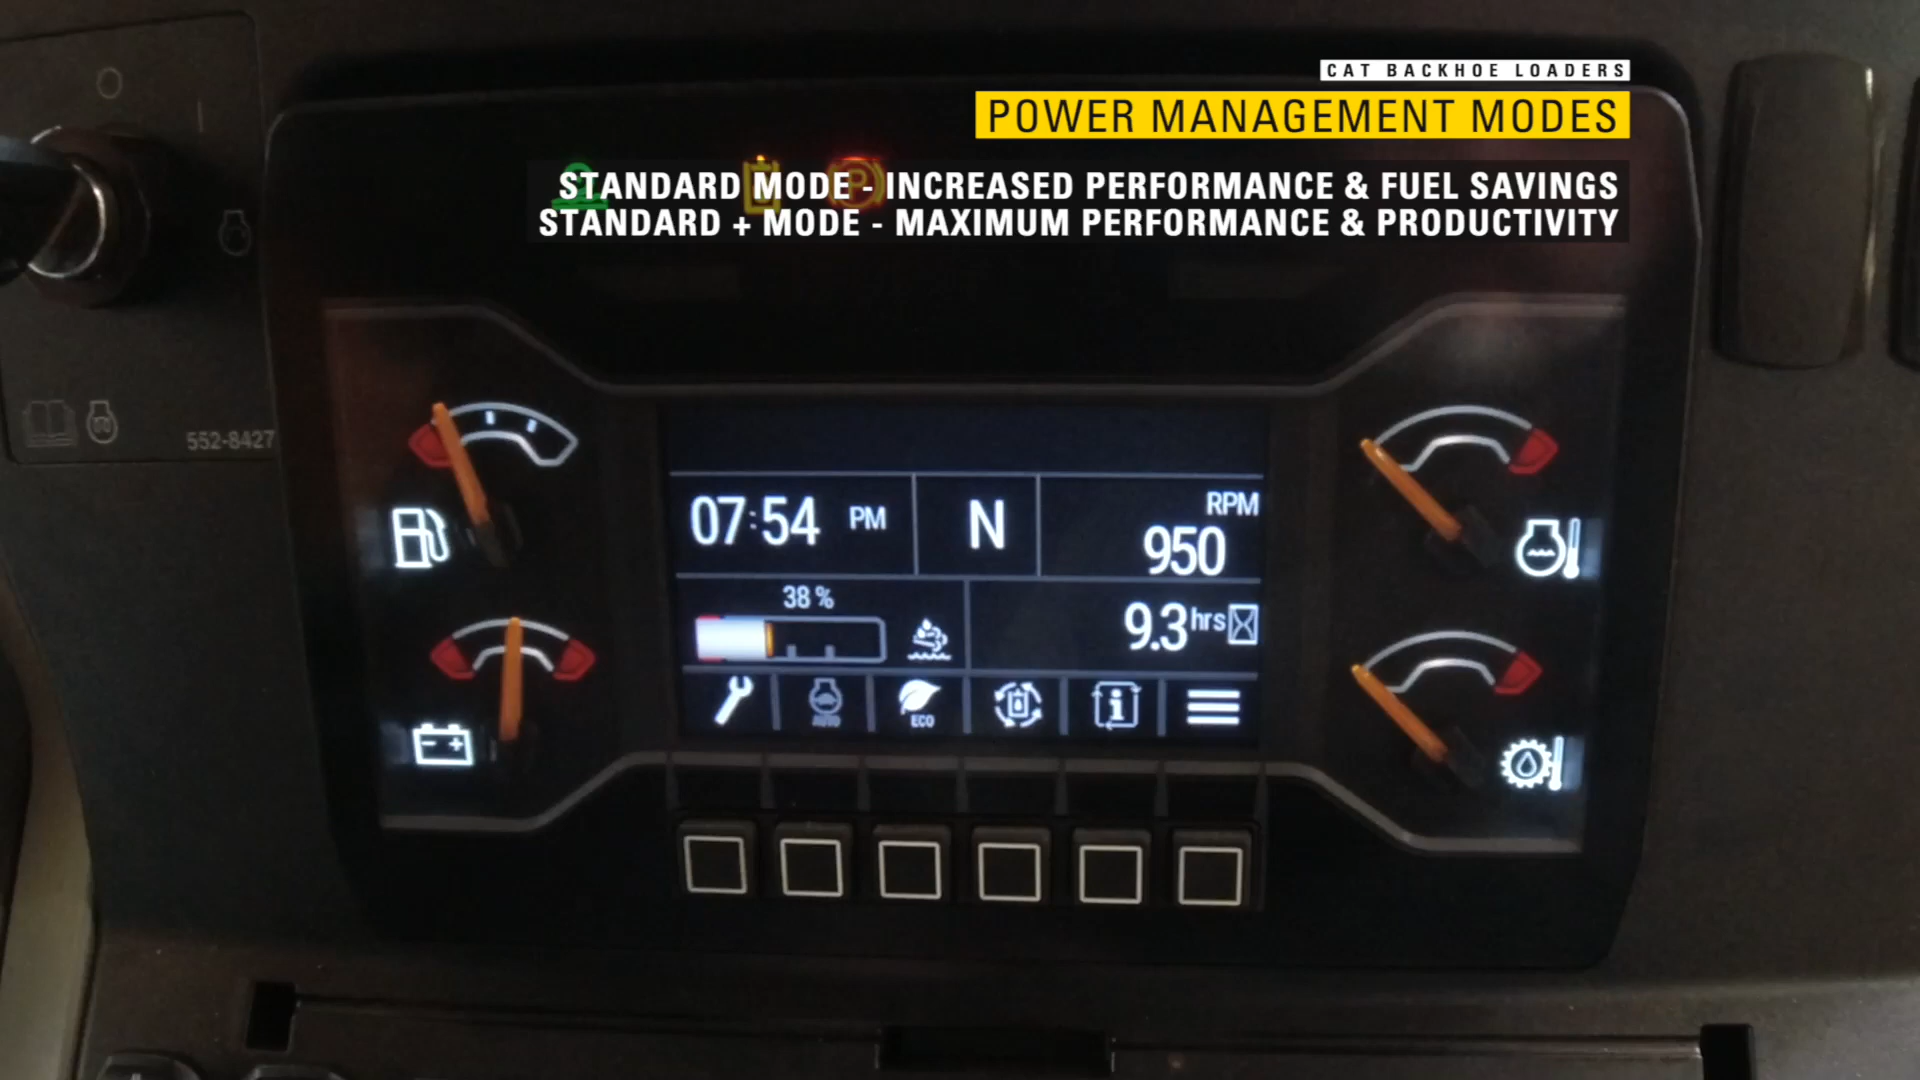 CAT BACKHOE LOADERS
POWER MANAGEMENT MODES
STANDARD MODE - INCREASED PERFORMANCE & FUEL SAVINGS
STANDARD + MODE - MAXIMUM PERFORMANCE & PRODUCTIVITY
552-8427
07:54 PM
N
RPM
950
38 %
9.3 hrs
AUTO
ECO